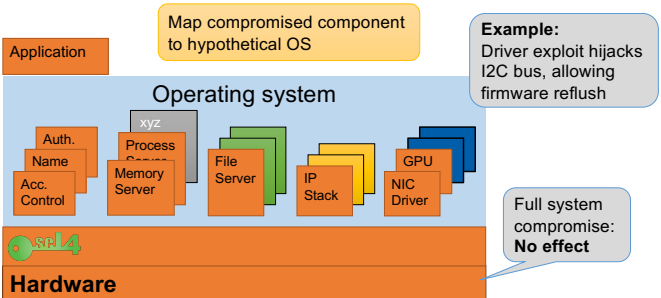 Map compromised component
to hypothetical OS
Example:
Driver exploit hijacks
I2C bus, allowing
firmware reflush
Application
Operating system
xyz
Auth.
Name
Acc.
Control
Process
Server
Memory
Server
File
Server
IP
Stack
GPU
NIC
Driver
Full system
compromise:
No effect
seL4
Hardware